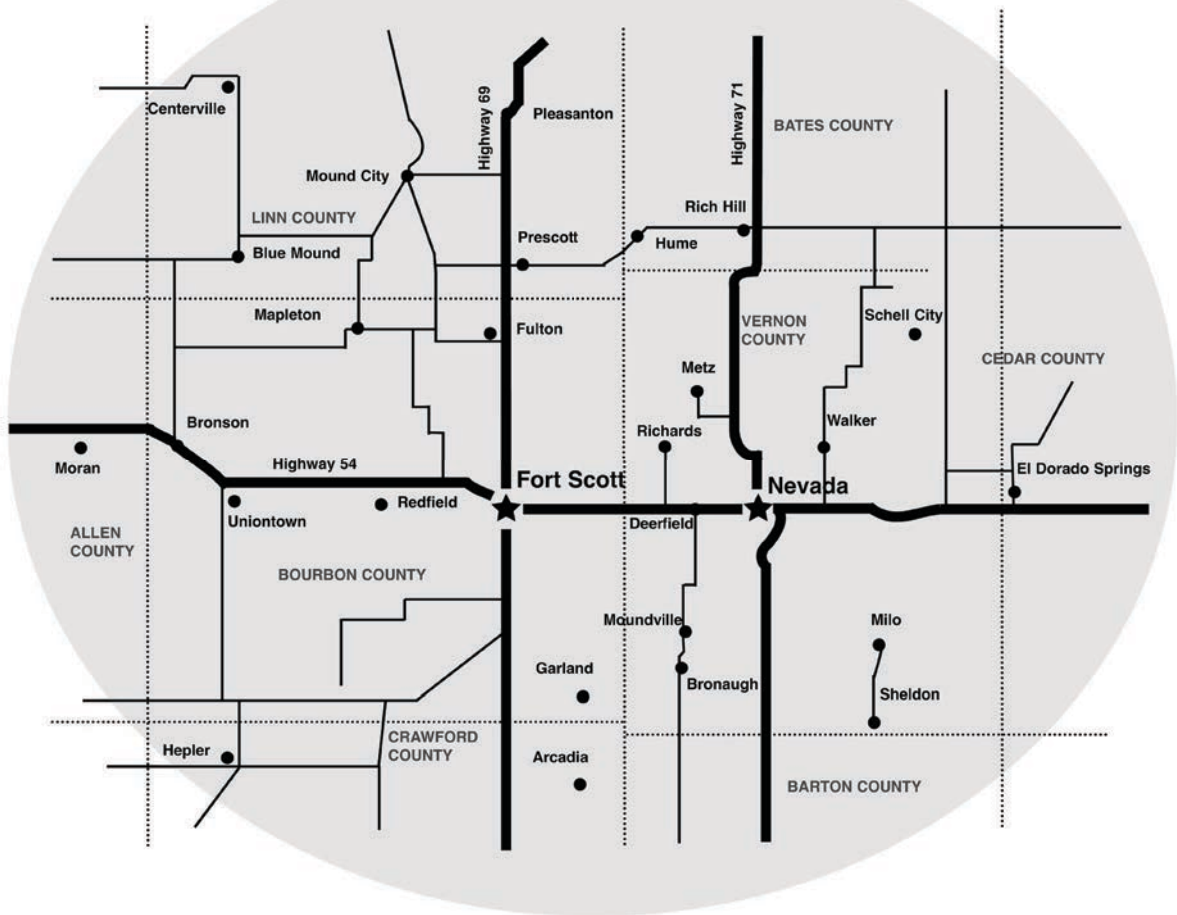 Centerville
Highway 69
Pleasanton
Highway 71
BATES COUNTY
Mound City
LINN COUNTY
Rich Hill
Blue Mound
Prescott
Hume
Mapleton
Fulton
VERNON
COUNTY
Schell City
CEDAR COUNTY
Metz
Bronson
Richards
Walker
Moran
Highway 54
Redfield
Fort Scott
Nevada
El Dorado Springs
Uniontown
Deerfield
ALLEN
COUNTY
BOURBON COUNTY
Moundville
Milo
Garland
Bronaugh
Sheldon
CRAWFORD
COUNTY
Hepler
Arcadia
BARTON COUNTY